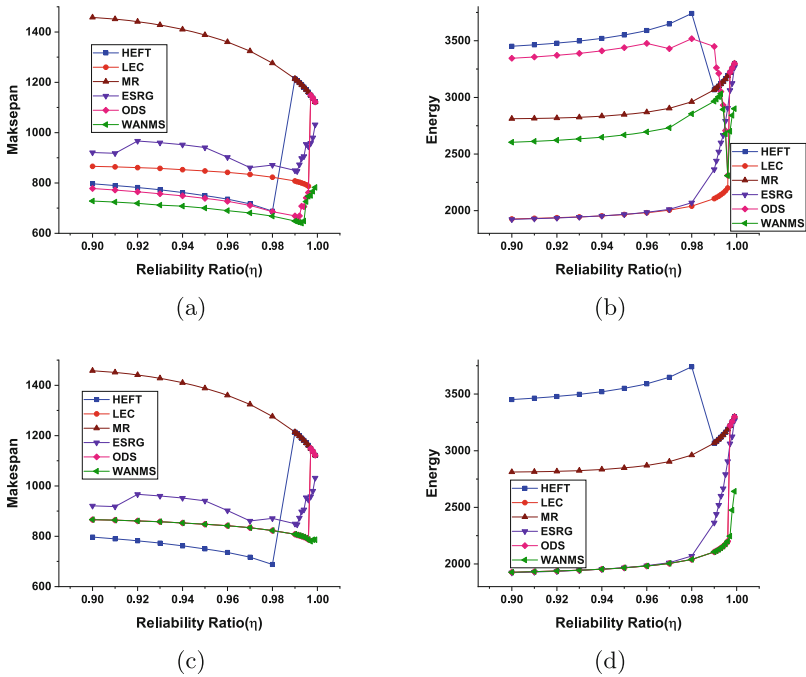 1400
1200
1000
800
600
Maksepan
HEFT
LEC
MR
ESRG
ODS
WANMS
0.90 0.92 0.94 0.96 0.98 1.00
Reliability Ratio(η)
(a)
3500
3000
2500
2000
Energy
HEFT
LEC
MR
ESRG
ODS
WANMS
0.90 0.92 0.94 0.96 0.98 1.00
Reliability Ratio(η)
(b)
1400
1200
1000
800
600
Makespan
HEFT
LEC
MR
ESRG
ODS
WANMS
0.90 0.92 0.94 0.96 0.98 1.00
Reliability Ratio(η)
(c)
3500
3000
2500
2000
Energy
HEFT
LEC
MR
ESRG
ODS
WANMS
0.90 0.92 0.94 0.96 0.98 1.00
Reliability Ratio(η)
(d)